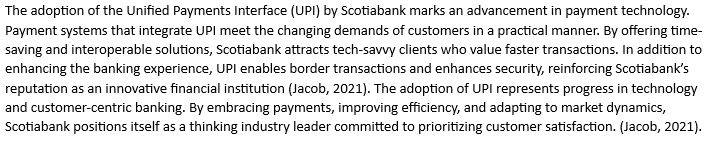 The adoption of the Unified Payments Interface (UPI) by Scotiabank marks an advancement in payment technology.
Payment systems that integrate UPI meet the changing demands of customers in a practical manner. By offering time-
saving and interoperable solutions, Scotiabank attracts tech-savvy clients who value faster transactions. In addition to
enhancing the banking experience, UPI enables border transactions and enhances security, reinforcing Scotiabank’s
reputation as an innovative financial institution (Jacob, 2021). The adoption of UPI represents progress in technology
and customer-centric banking. By embracing payments, improving efficiency, and adapting to market dynamics,
Scotiabank positions itself as a thinking industry leader committed to prioritizing customer satisfaction. (Jacob, 2021).